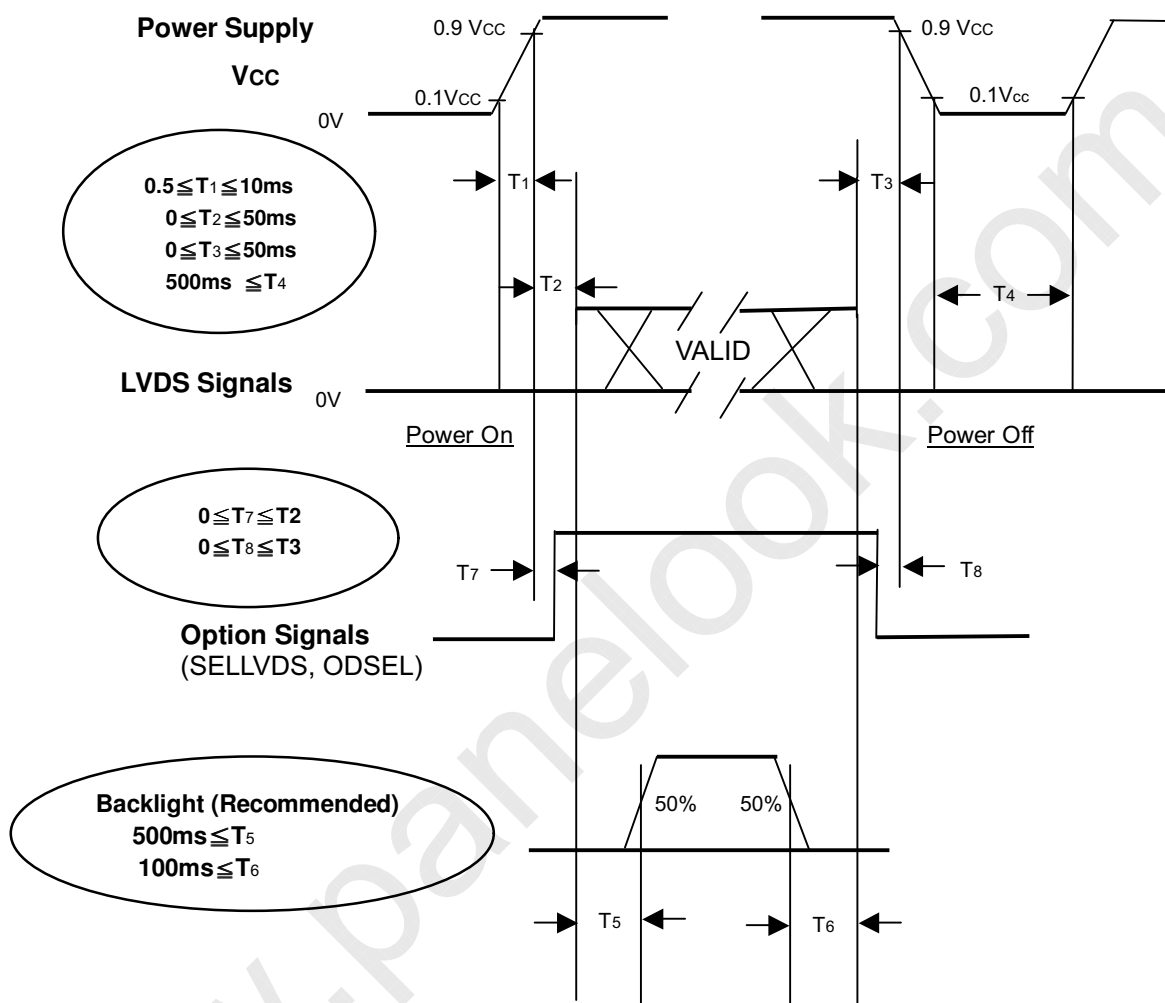 Power Supply
VCC
0.9 VCC
0.9 VCC
0.1VCC
0.1Vcc
0V
0.5≦T1≦10ms
0≦T2≦50ms
0≦T3≦50ms
500ms ≦T4
T1
T3
T2
T4
VALID
LVDS Signals
0V
Power On
Power Off
0≦T7≦T2
0≦T8≦T3
T7
T8
Option Signals
(SELLVDS, ODSEL)
Backlight (Recommended)
500ms≦T5
100ms≦T6
50%
50%
T5
T6
www.panelook.com